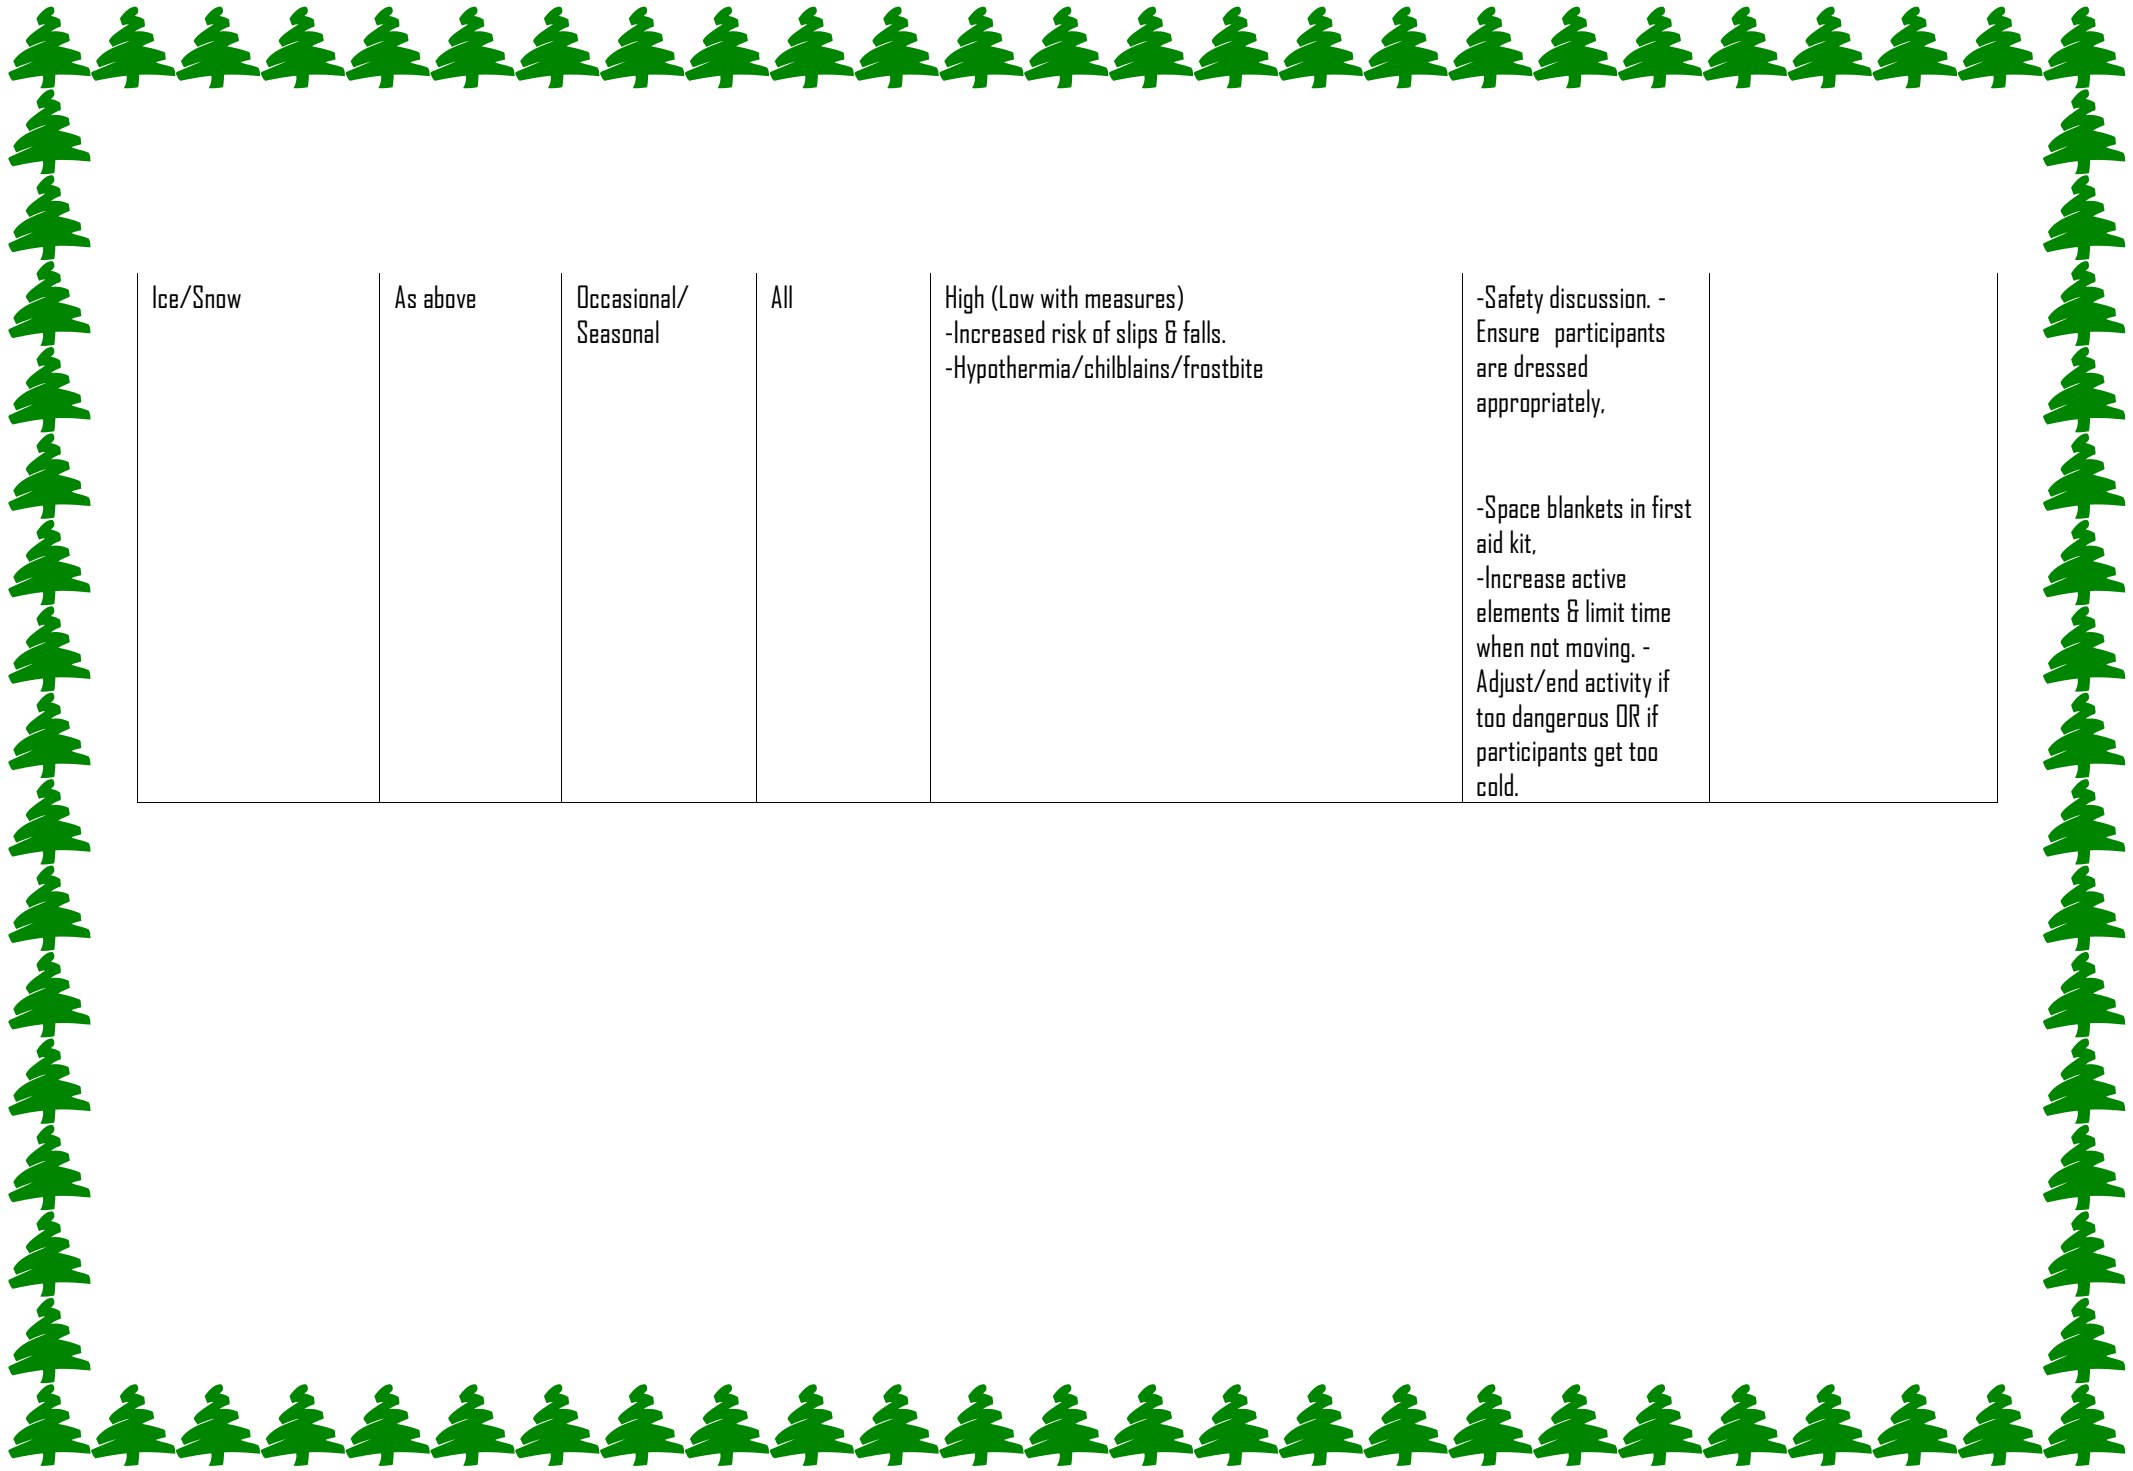 Ice/Snow
As above
Occasional/
Seasonal
All
High (Low with measures)
-Increased risk of slips & falls.
-Hypothermia/chilblains/frostbite
-Safety discussion. -
Ensure participants
are dressed
appropriately,
-Space blankets in first
aid kit,
-Increase active
elements & limit time
when not moving. -
Adjust/end activity if
too dangerous OR if
participants get too
cold.